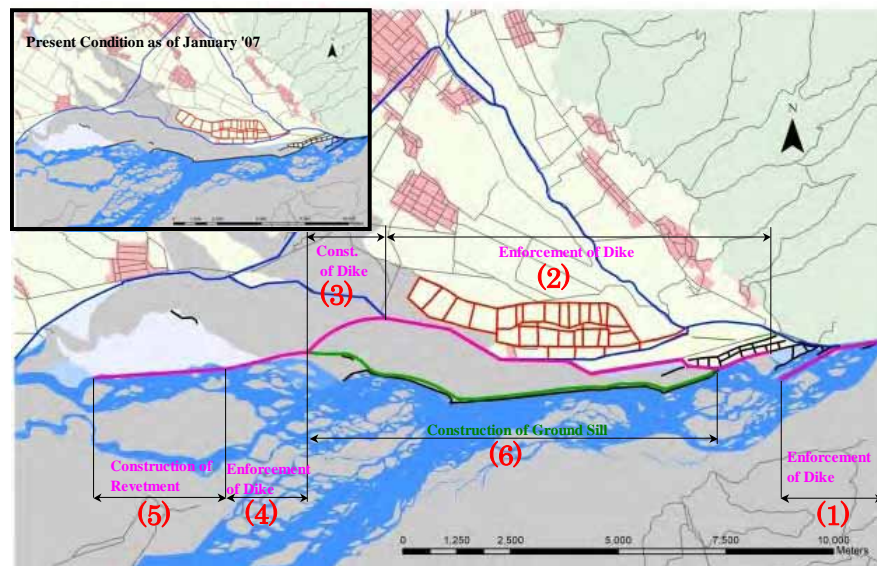 Present Condition as of January '07
N
N
Const.
of Dike
(3)
Enforcement of Dike
(2)
Construction of Ground Sill
(6)
Construction of
Revetment
(5)
Enforcement
of Dike
(4)
Enforcement
of Dike
(1)
0 1,250 2,500 5,000 7,500 10,000
Meters